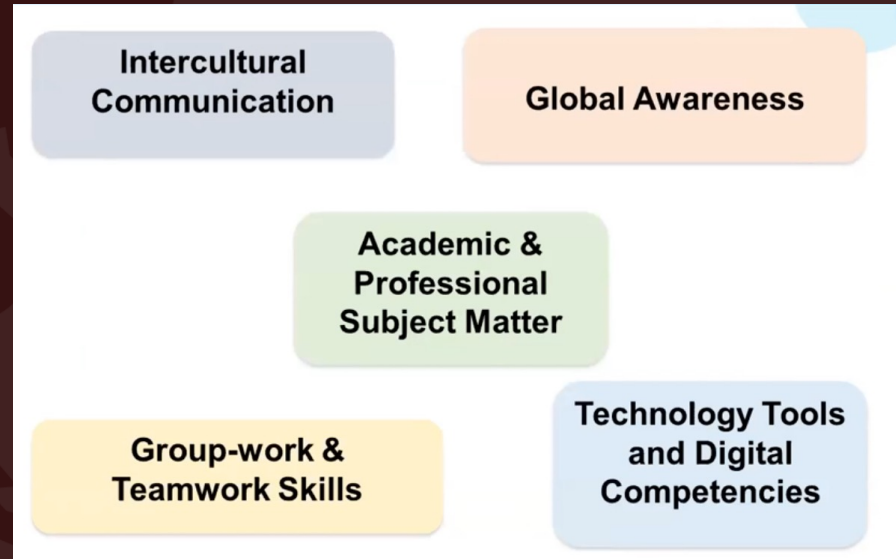 Intercultural
Communication
Global Awareness
Academic &
Professional
Subject Matter
Group-work &
Teamwork Skills
Technology Tools
and Digital
Competencies